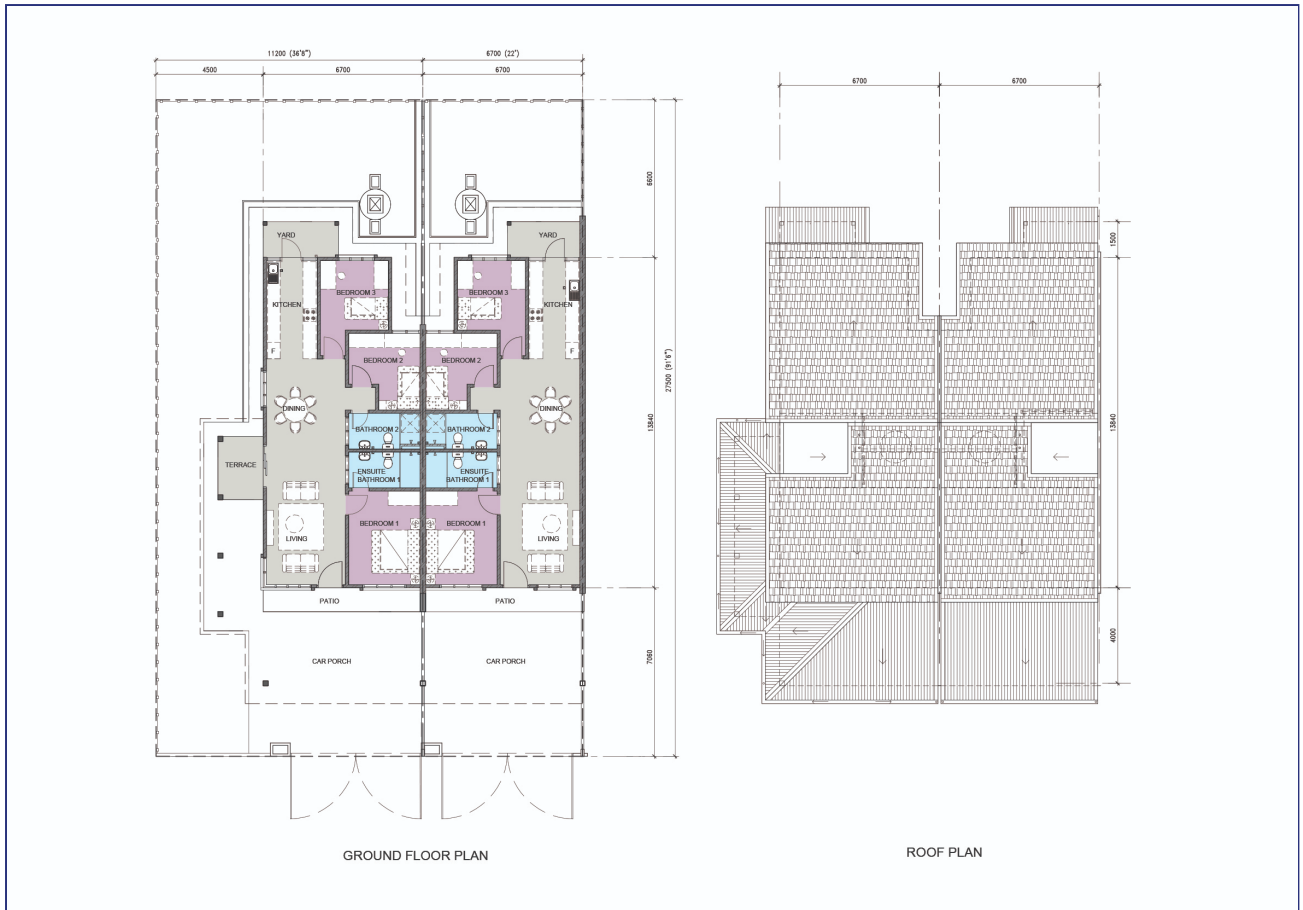 11200 (36'8")
6700 (22')
4500
6700
6700
6700
6700
6600
27500 (91'6")
13840
7060
1500
13840
4000
YARD
YARD
BEDROOM 3
BEDROOM 3
KITCHEN
KITCHEN
F
F
BEDROOM 2
BEDROOM 2
DINING
DINING
BATHROOM 2
BATHROOM 2
TERRACE
ENSUITE
BATHROOM 1
ENSUITE
BATHROOM 1
BEDROOM 1
BEDROOM 1
LIVING
LIVING
PATIO
PATIO
CAR PORCH
CAR PORCH
GROUND FLOOR PLAN
ROOF PLAN